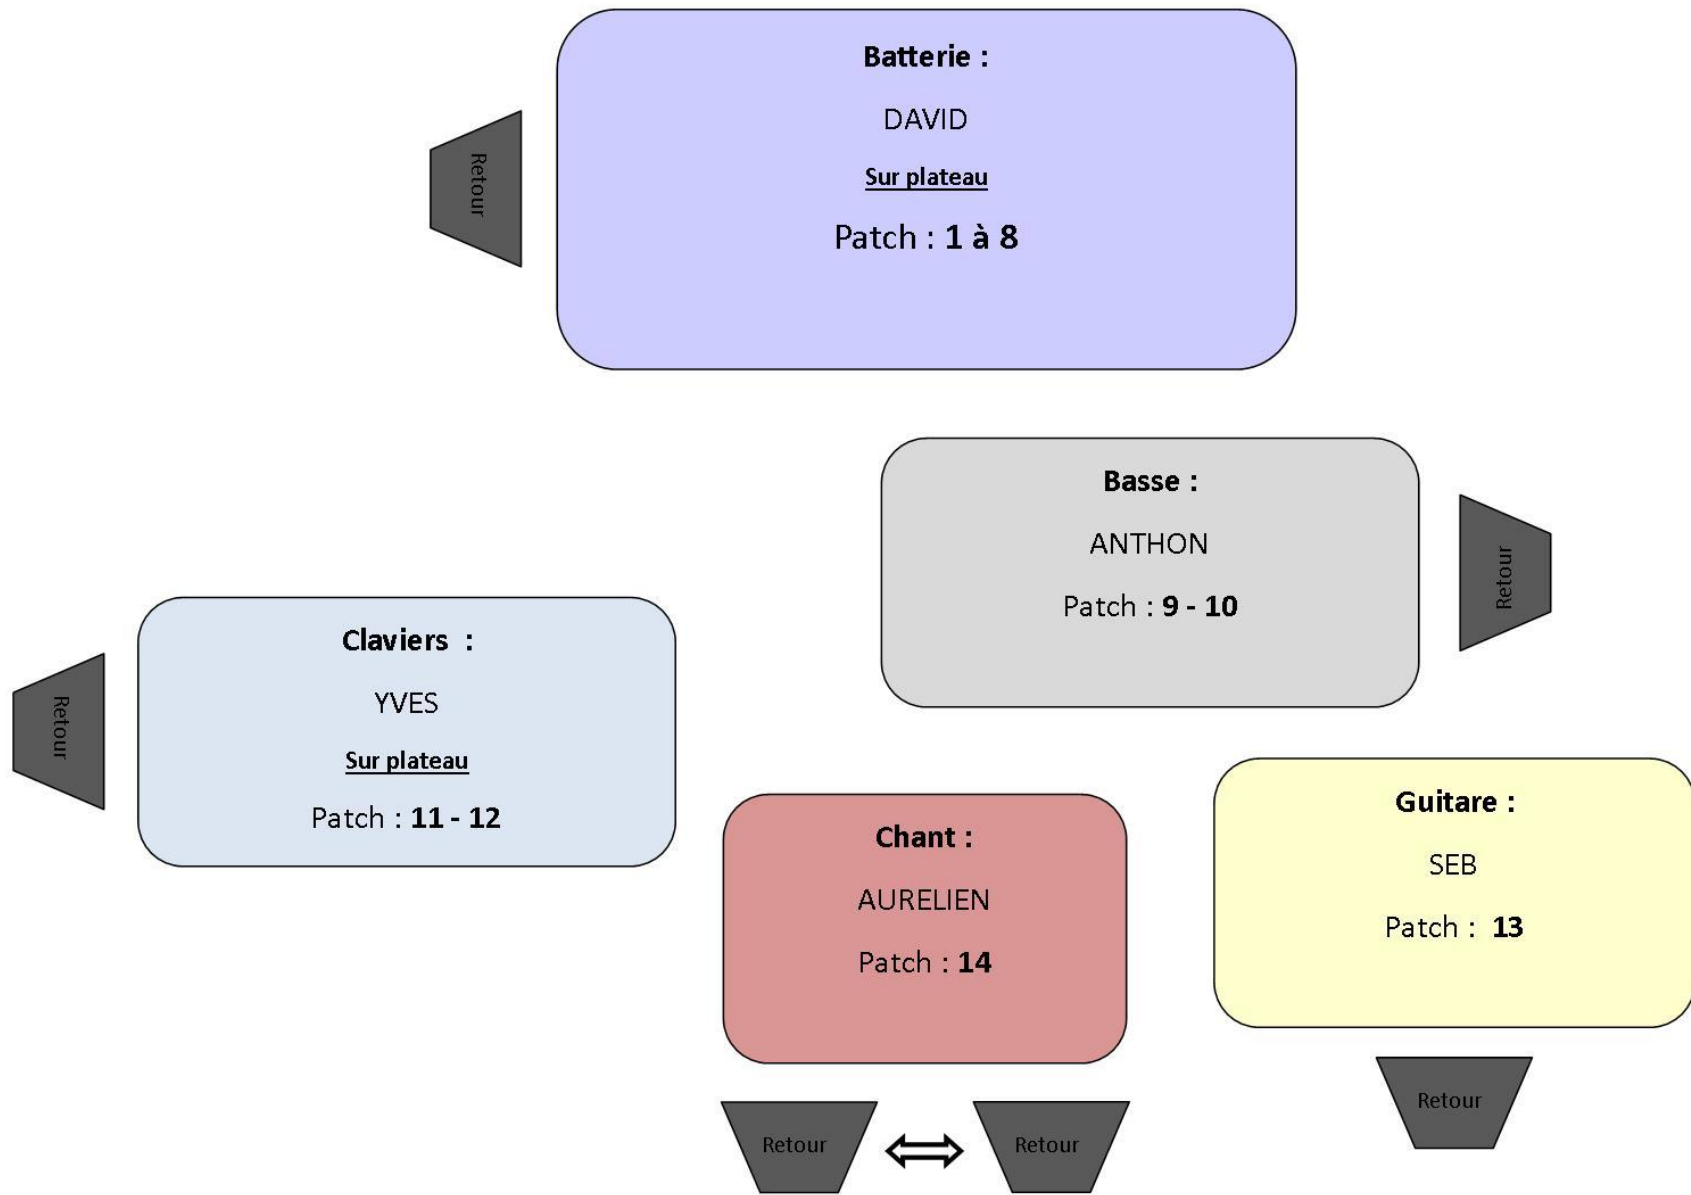 Batterie :
DAVID
Sur plateau
Patch : 1 à 8
Retour
Basse :
ANTHON
Patch : 9 - 10
Retour
Claviers :
YVES
Sur plateau
Patch : 11 - 12
Retour
Chant :
AURELIEN
Patch : 14
Guitare :
SEB
Patch : 13
Retour
Retour
Retour